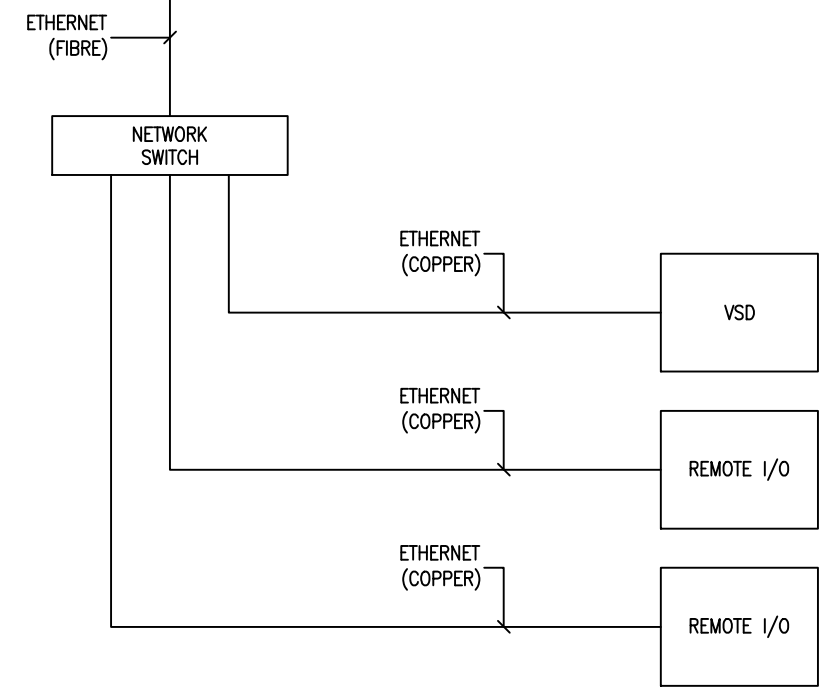 ETHERNET
(FIBRE)
NETWORK
SWITCH
ETHERNET
(COPPER)
VSD
ETHERNET
(COPPER)
REMOTE I/O
ETHERNET
(COPPER)
REMOTE I/O